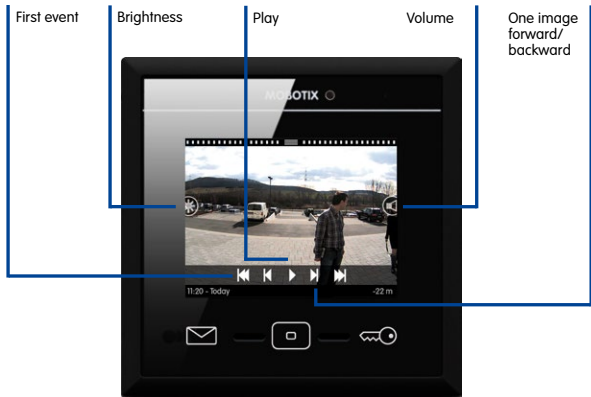 First event
Brightness
Play
Volume
One image
forward/
backward
MOBOTIX
11:20 - Today
-22 m